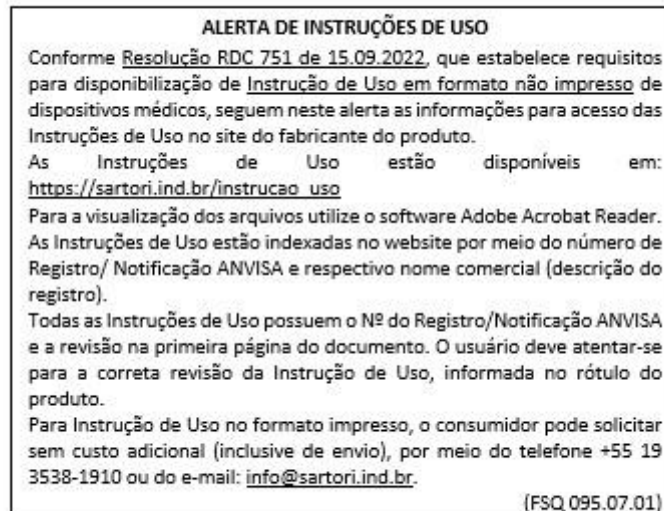 ALERTA DE INSTRUÇÕES DE USO
Conforme Resolução RDC 751 de 15.09.2022, que estabelece requisitos
para disponibilização de Instrução de Uso em formato não impresso de
dispositivos médicos, seguem neste alerta as informações para acesso das
Instruções de Uso no site do fabricante do produto.
As Instruções de Uso estão disponíveis em:
https://sartori.ind.br/instrucao_uso
Para a visualização dos arquivos utilize o software Adobe Acrobat Reader.
As Instruções de Uso estão indexadas no website por meio do número de
Registro/ Notificação ANVISA e respectivo nome comercial (descrição do
registro).
Todas as Instruções de Uso possuem o Nº do Registro/Notificação ANVISA
e a revisão na primeira página do documento. O usuário deve atentar-se
para a correta revisão da Instrução de Uso, informada no rótulo do
produto.
Para Instrução de Uso no formato impresso, o consumidor pode solicitar
sem custo adicional (inclusive de envio), por meio do telefone +55 19
3538-1910 ou do e-mail: info@sartori.ind.br.
(FSQ 095.07.01)